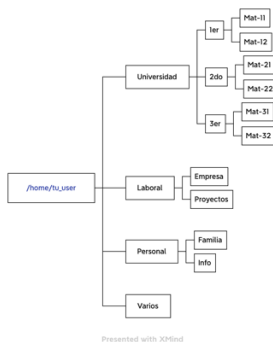 /home/tu_user
Universidad
1er
Mat-11
Mat-12
2do
Mat-21
Mat-22
3er
Mat-31
Mat-32
Laboral
Empresa
Proyectos
Personal
Familia
Info
Varios
Presented with XMind